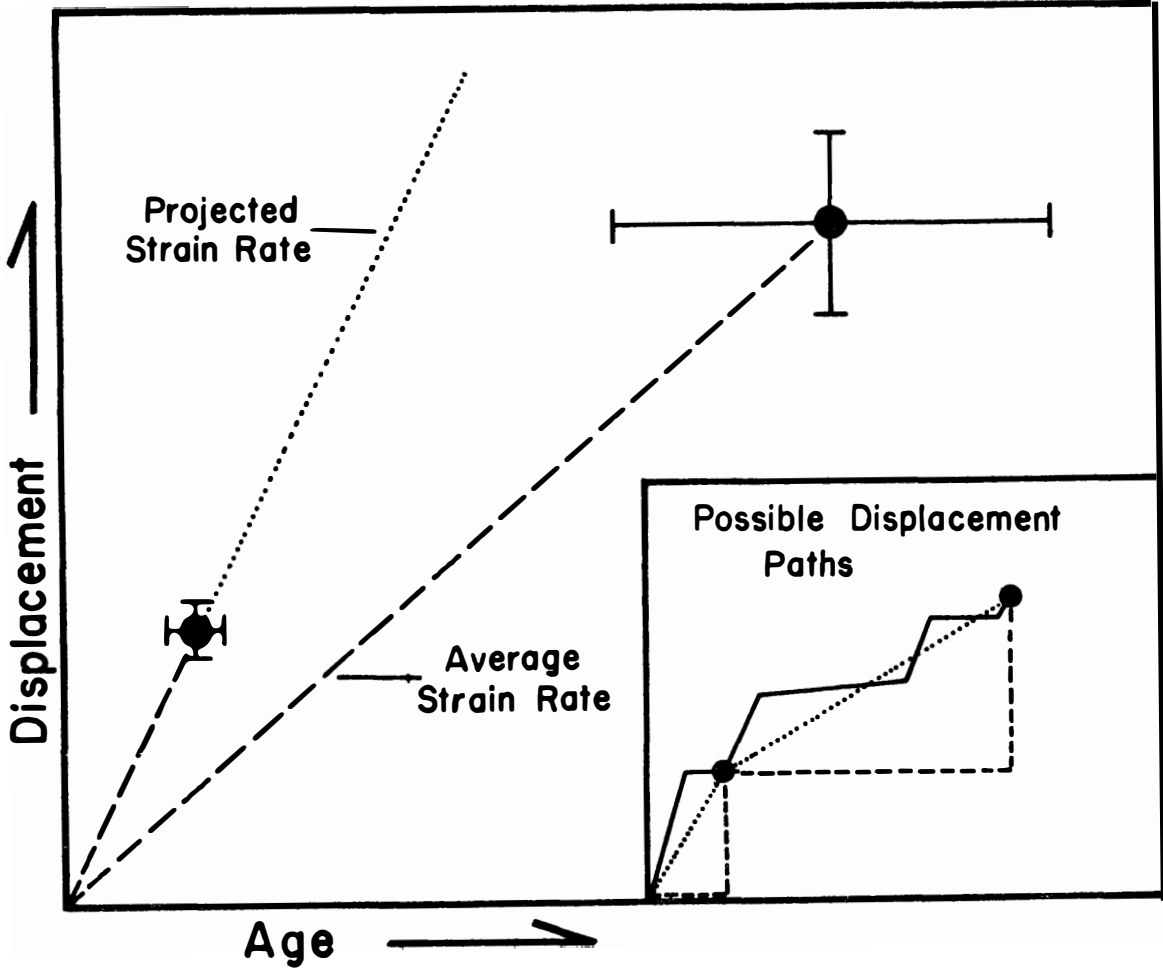 Projected
Strain Rate
Displacement
Average
Strain Rate
Possible Displacement
Paths
Age